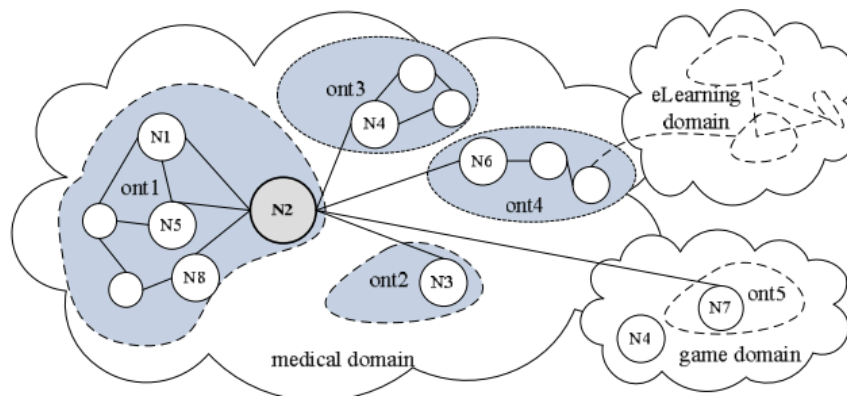 ont3
N4
N1
ont1
N5
N2
N8
N6
ont4
ont2
N3
medical domain
eLearning
domain
N7
ont5
N4
game domain